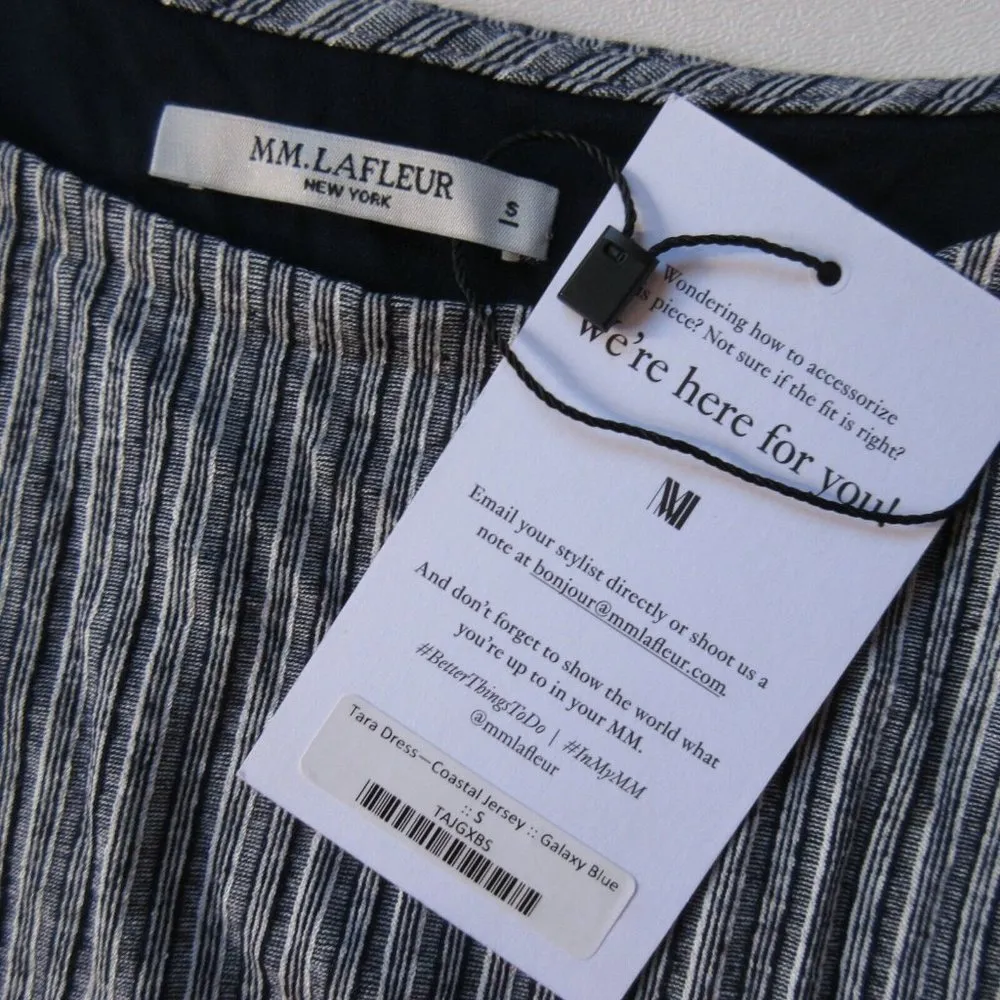 MM.LAFLEUR
NEW YORK
S
Wondering how to accessorize
piece? Not sure if the fit is right?
We're here for you!
MM
Email your stylist directly or shoot us a
note at bonjour@mmlafleur.com
And don't forget to show the world what
you're up to in your MM.
#BetterThingsToDo | #InMyMM
@mmlafleur
Tara Dress—Coastal Jersey :: Galaxy Blue
:: S
TAJGXBS